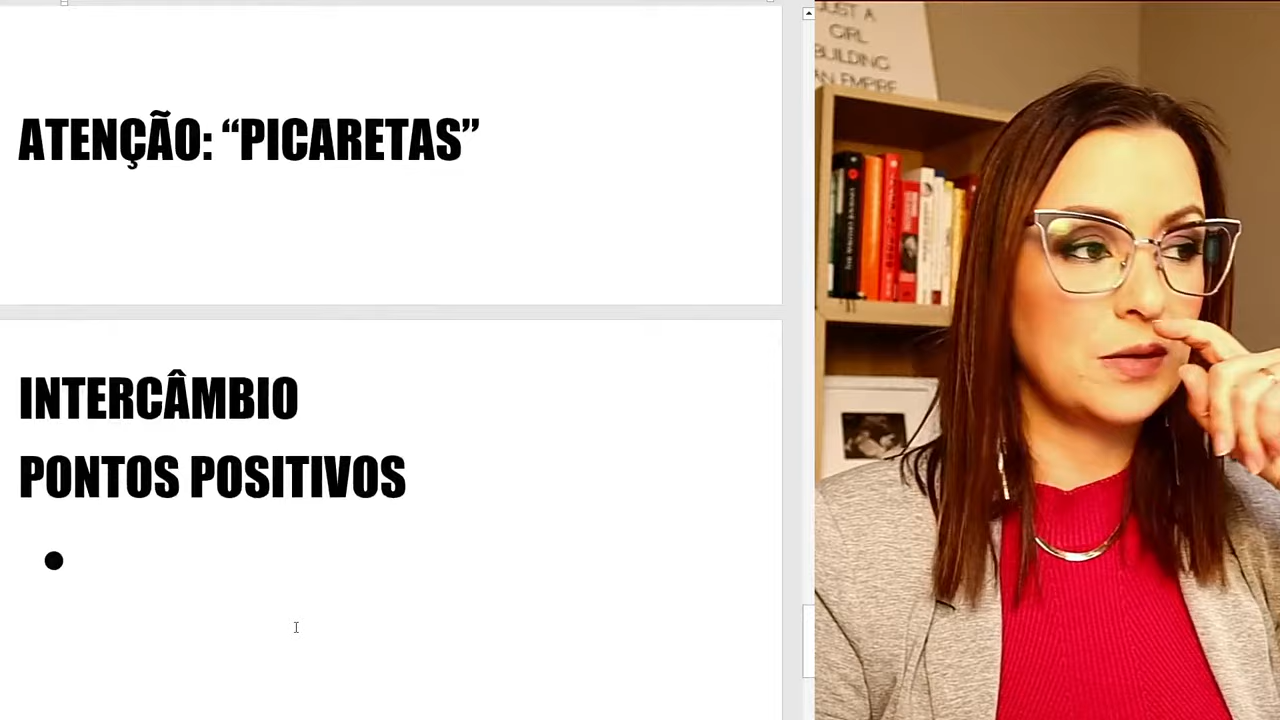 ATENÇÃO: “PICARETAS”
INTERCÂMBIO
PONTOS POSITIVOS
JUST A
GIRL
BUILDING
AN EMPIRE